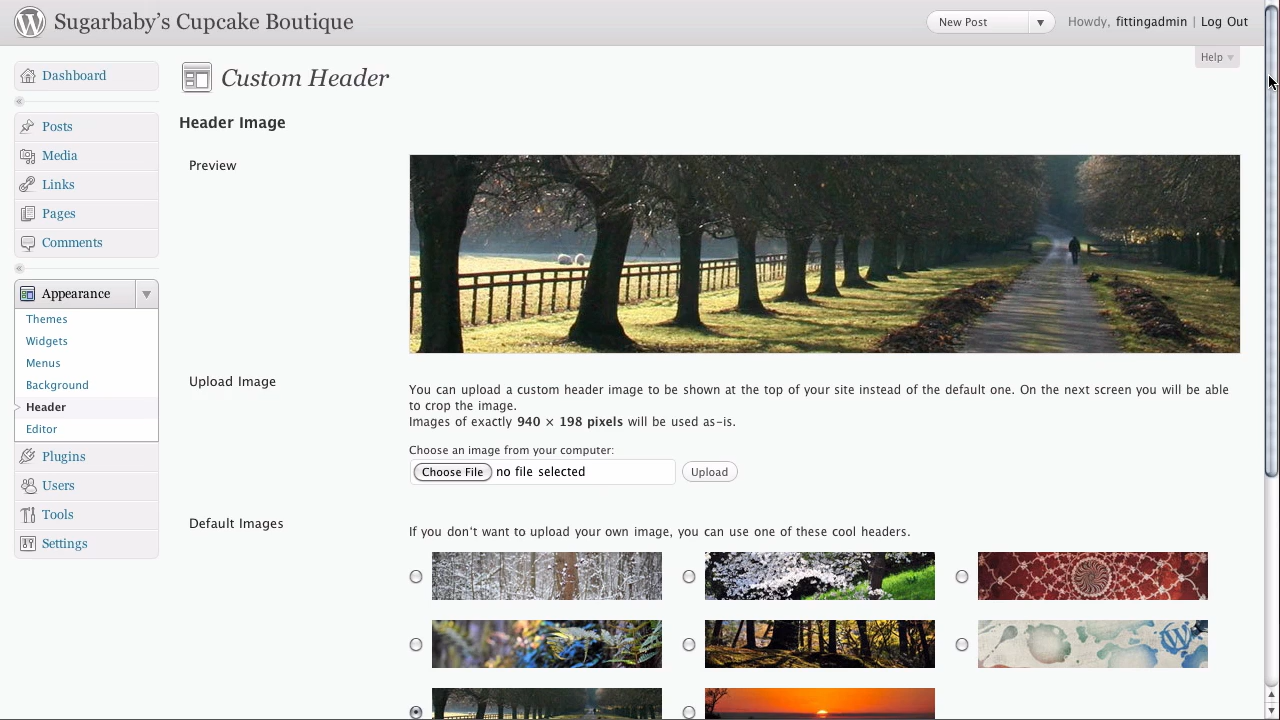 Sugarbaby's Cupcake Boutique
New Post
Howdy, fittingadmin | Log Out
Help
Dashboard
Posts
Media
Links
Pages
Comments
Appearance
Themes
Widgets
Menus
Background
Header
Editor
Plugins
Users
Tools
Settings
Custom Header
Header Image
Preview
Upload Image
You can upload a custom header image to be shown at the top of your site instead of the default one. On the next screen you will be able
to crop the image.
Images of exactly 940 × 198 pixels will be used as-is.
Choose an image from your computer:
Choose File no file selected
Upload
Default Images
If you don't want to upload your own image, you can use one of these cool headers.